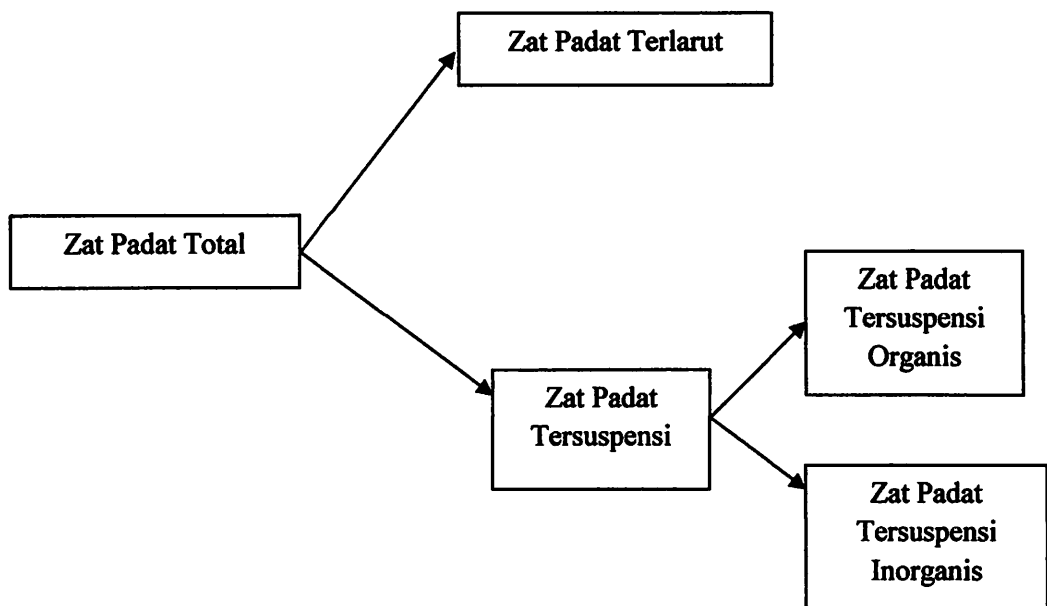 Zat Padat Terlarut
Zat Padat Total
Zat Padat
Tersuspensi
Organis
Zat Padat
Tersuspensi
Zat Padat
Tersuspensi
Inorganis